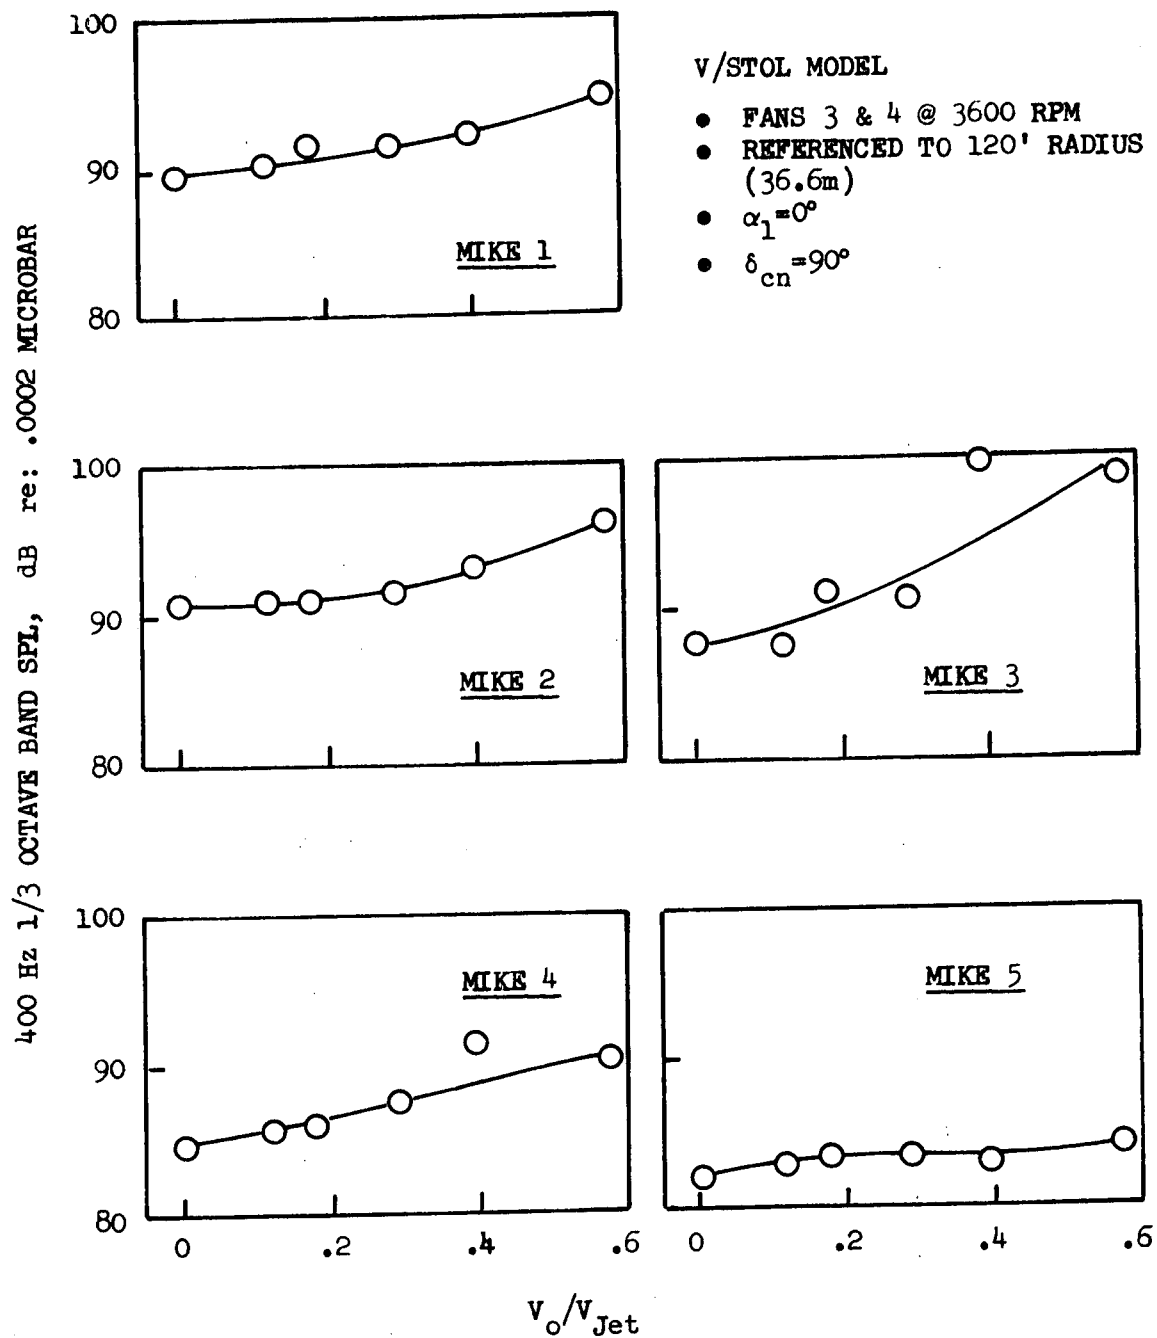 100
90
80
MIKE 1
V/STOL MODEL
● FANS 3 & 4 @ 3600 RPM
● REFERENCED TO 120' RADIUS
(36.6m)
● α1=0°
● δcn=90°
400 Hz 1/3 OCTAVE BAND SPL, dB re: .0002 MICROBAR
100
90
80
MIKE 2
MIKE 3
100
90
80
MIKE 4
MIKE 5
0 .2 .4 .6
0 .2 .4 .6
Vo/VJet